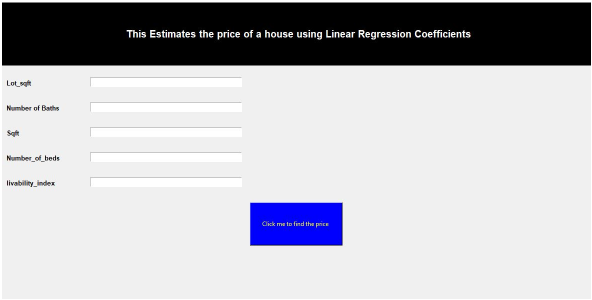 This Estimates the price of a house using Linear Regression Coefficients
Lot_sqft
Number of Baths
Sqft
Number_of_beds
livability_index
Click me to find the price